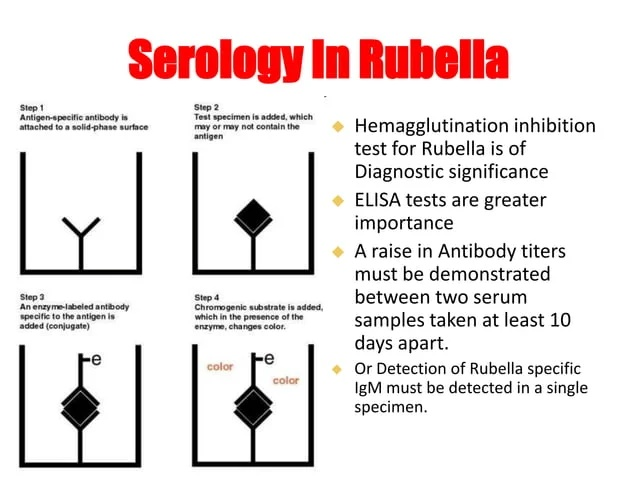 Serology In Rubella
Step 1
Antigen-specific antibody is
attached to a solid-phase surface
Step 2
Test specimen is added, which
may or may not contain the
antigen
Step 3
An enzyme-labeled antibody
specific to the antigen is
added (conjugate)
e
Step 4
Chromogenic substrate is added,
which in the presence of the
enzyme, changes color.
e
color
color
Hemagglutination inhibition
test for Rubella is of
Diagnostic significance
ELISA tests are greater
importance
A raise in Antibody titers
must be demonstrated
between two serum
samples taken at least 10
days apart.
Or Detection of Rubella specific
IgM must be detected in a single
specimen.